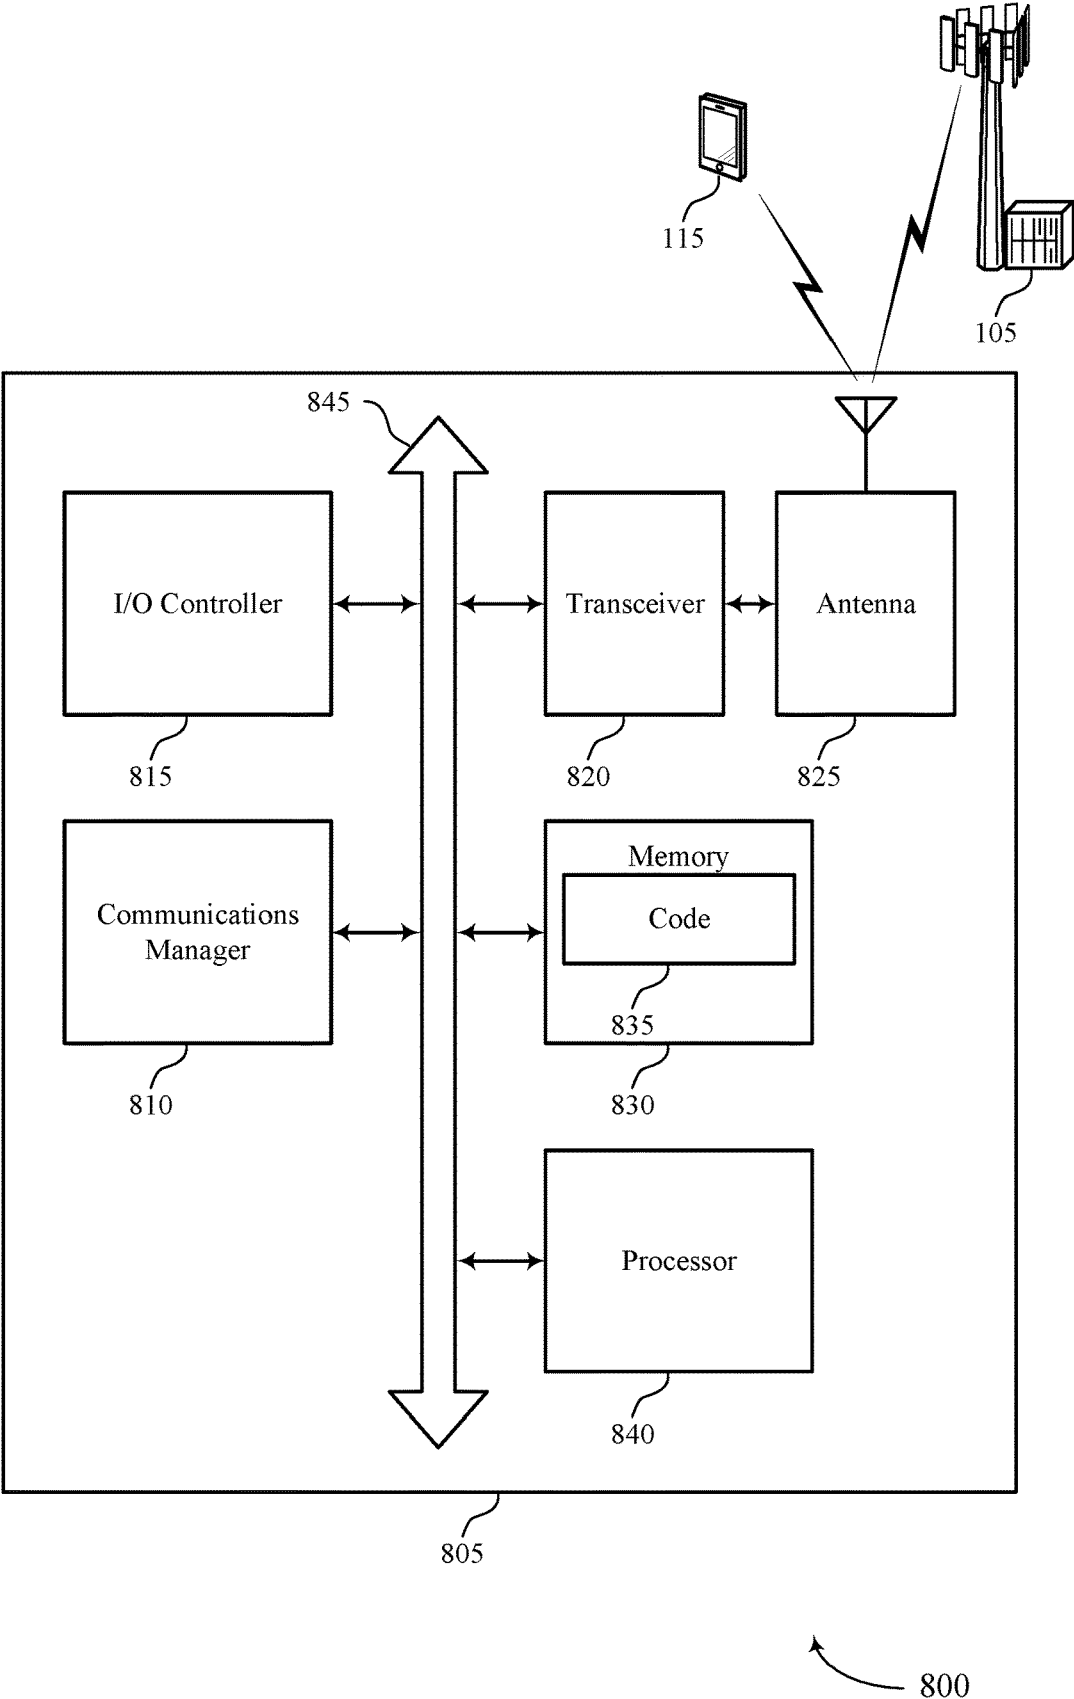 115
105
845
I/O Controller
Transceiver
Antenna
815
820
825
Communications
Manager
Memory
Code
835
810
830
Processor
840
805
800